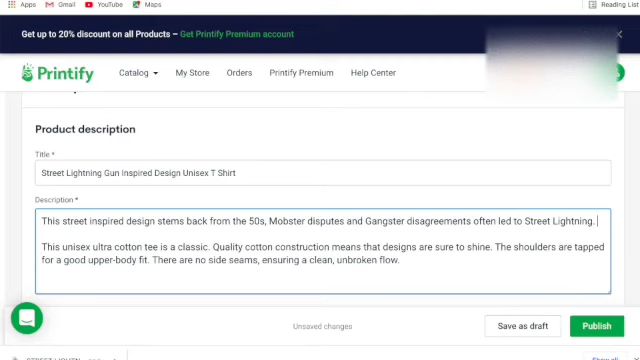 Apps
Gmail
YouTube
Maps
Reading List
Get up to 20% discount on all Products – Get Printify Premium account
Printify
Catalog
My Store
Orders
Printify Premium
Help Center
Product description
Title *
Street Lightning Gun Inspired Design Unisex T Shirt
Description *
This street inspired design stems back from the 50s, Mobster disputes and Gangster disagreements often led to Street Lightning.
This unisex ultra cotton tee is a classic. Quality cotton construction means that designs are sure to shine. The shoulders are tapped
for a good upper-body fit. There are no side seams, ensuring a clean, unbroken flow.
Unsaved changes
Save as draft
Publish